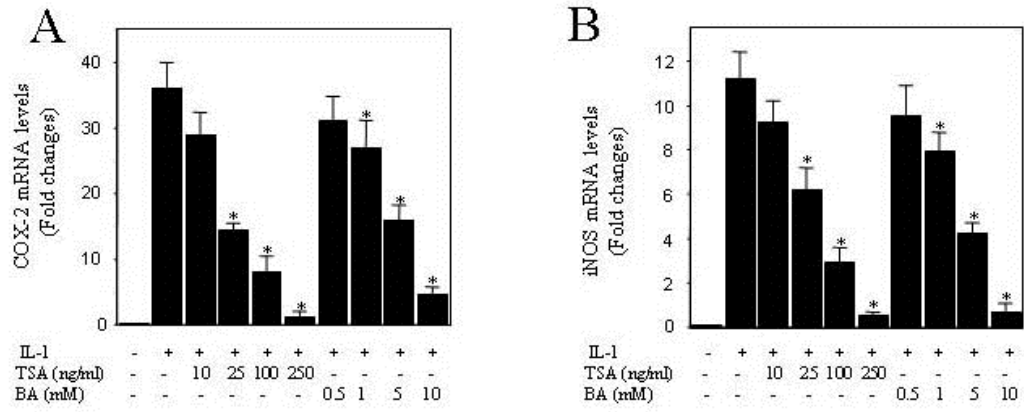 A
COX-2 mRNA levels
(Fold changes)
40
30
20
10
0
* * * * * *
IL-1 - + + + + + + + + +
TSA (ng/ml) - - 10 25 100 250 - - - -
BA (mM) - - - - - - 0.5 1 5 10
B
iNOS mRNA levels
(Fold changes)
12
10
8
6
4
2
0
* * * * * *
IL-1 - + + + + + + + + +
TSA (ng/ml) - - 10 25 100 250 - - - -
BA (mM) - - - - - - 0.5 1 5 10